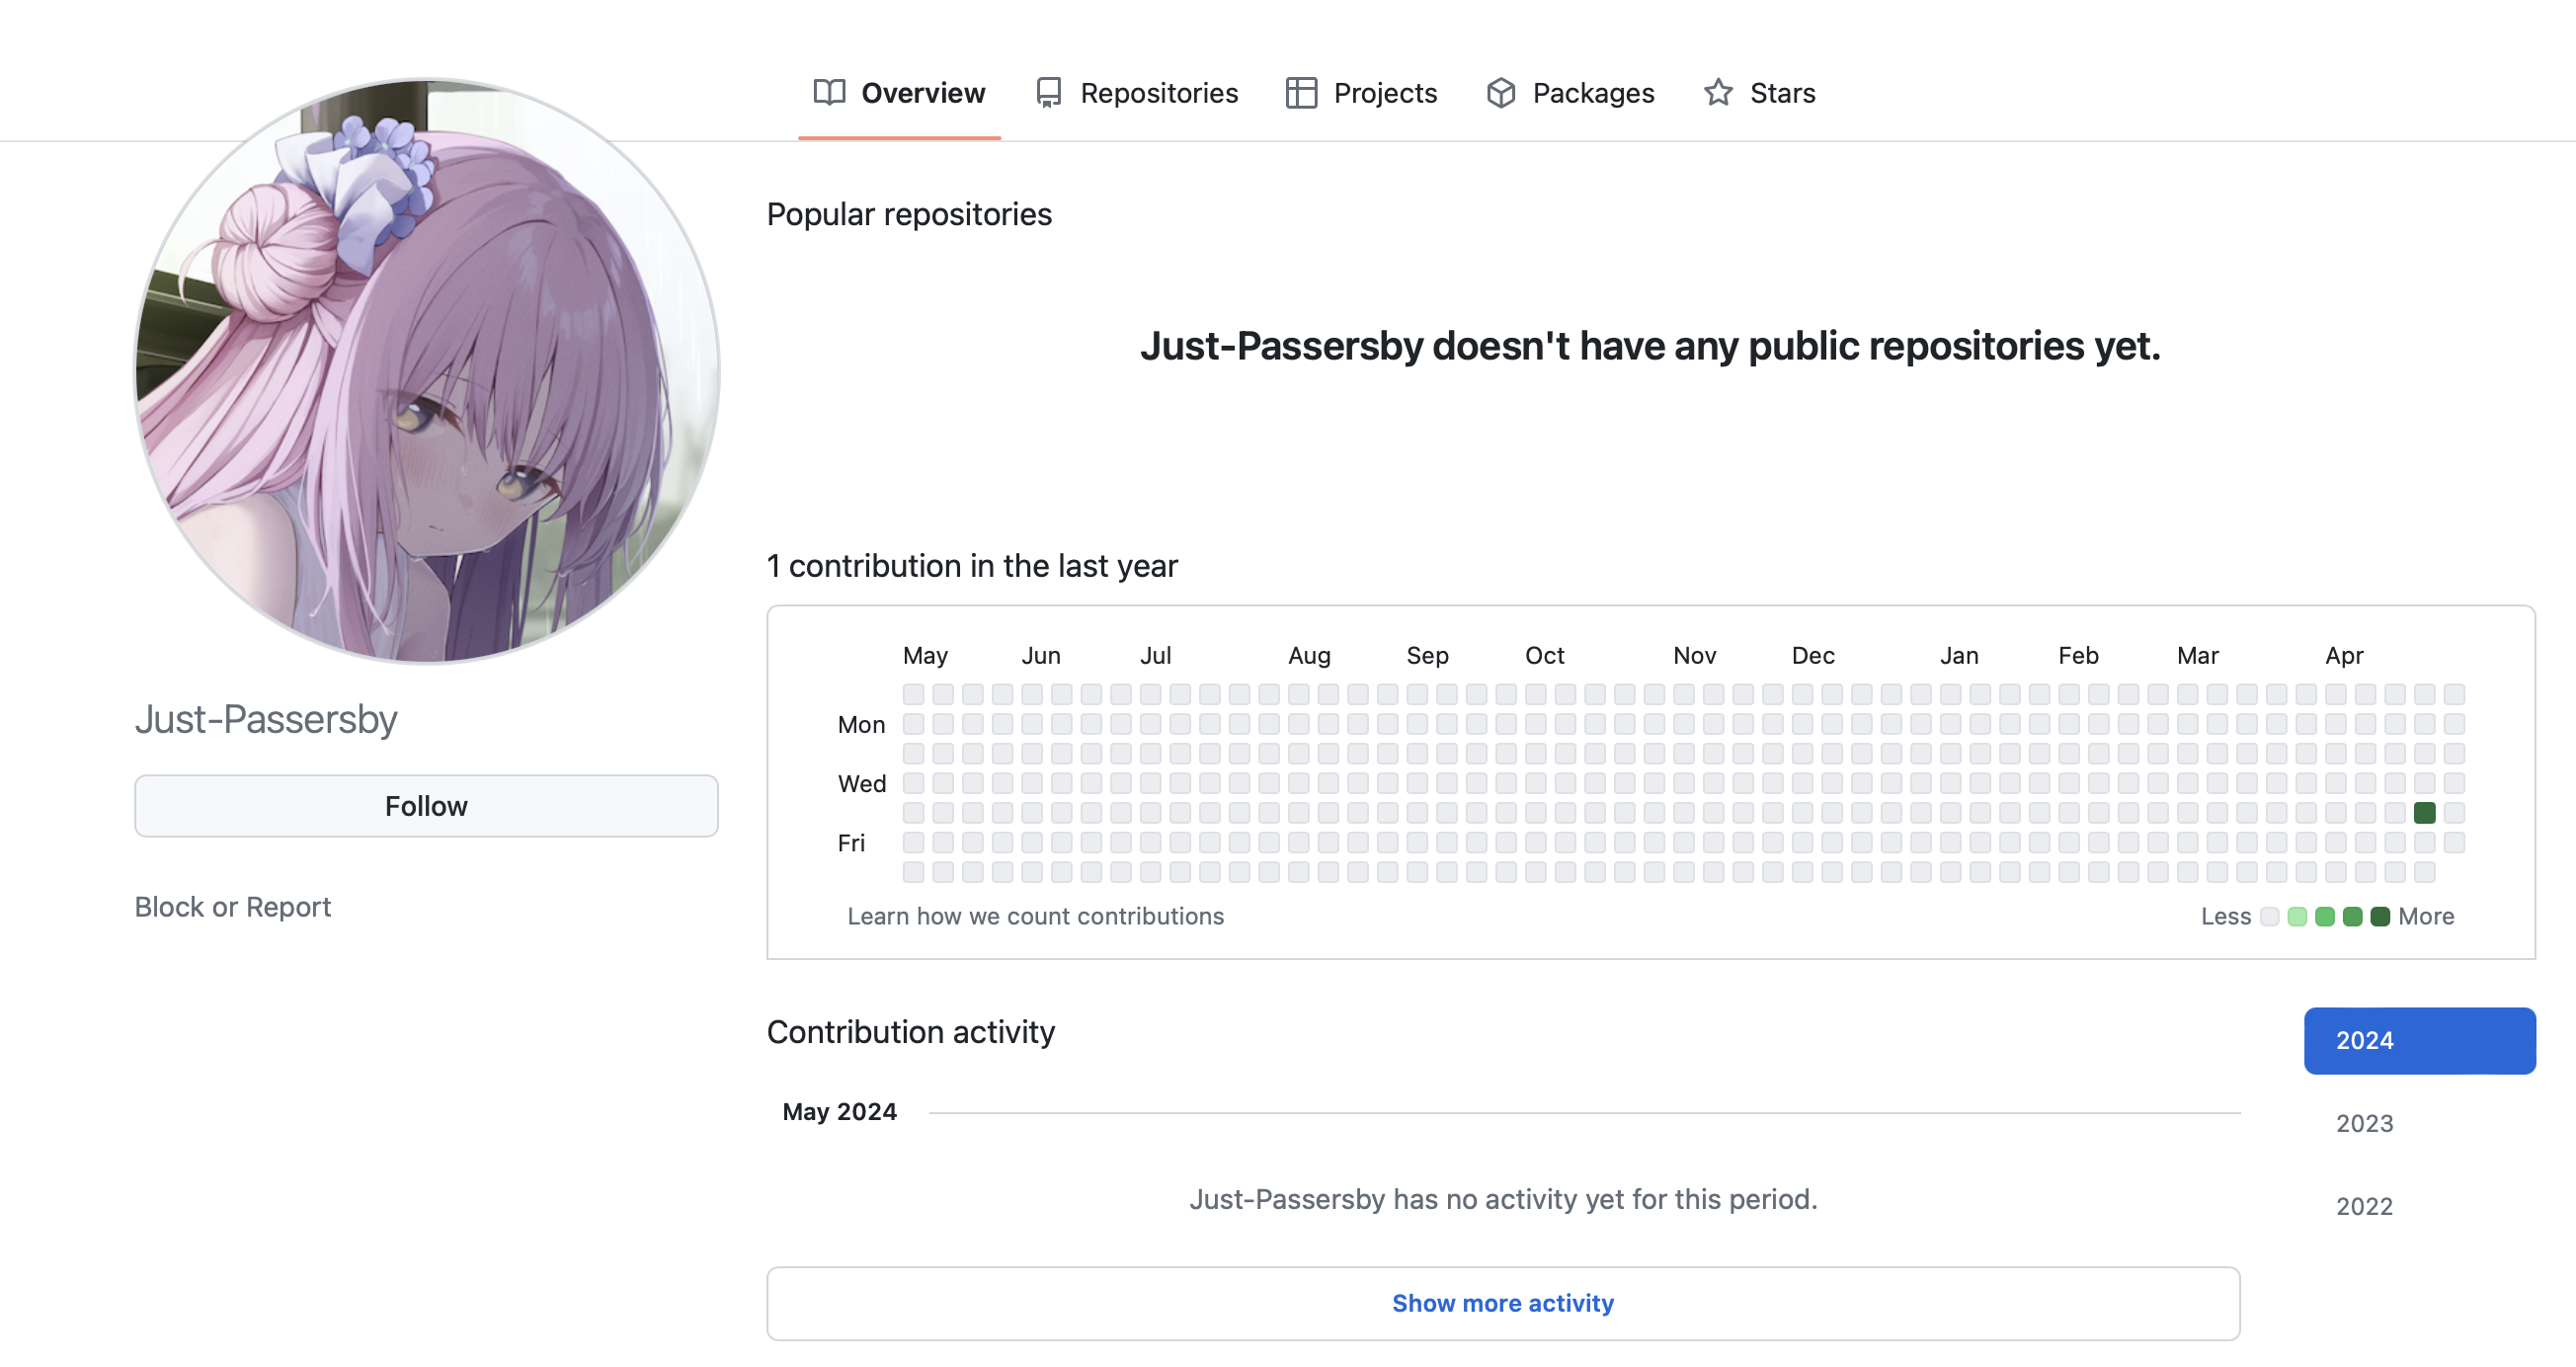 Overview Repositories Projects Packages Stars
Popular repositories
Just-Passersby doesn't have any public repositories yet.
Just-Passersby
Follow
Block or Report
1 contribution in the last year
May Jun Jul Aug Sep Oct Nov Dec Jan Feb Mar Apr
Mon
Wed
Fri
Learn how we count contributions
Less More
Contribution activity
2024
2023
2022
May 2024
Just-Passersby has no activity yet for this period.
Show more activity